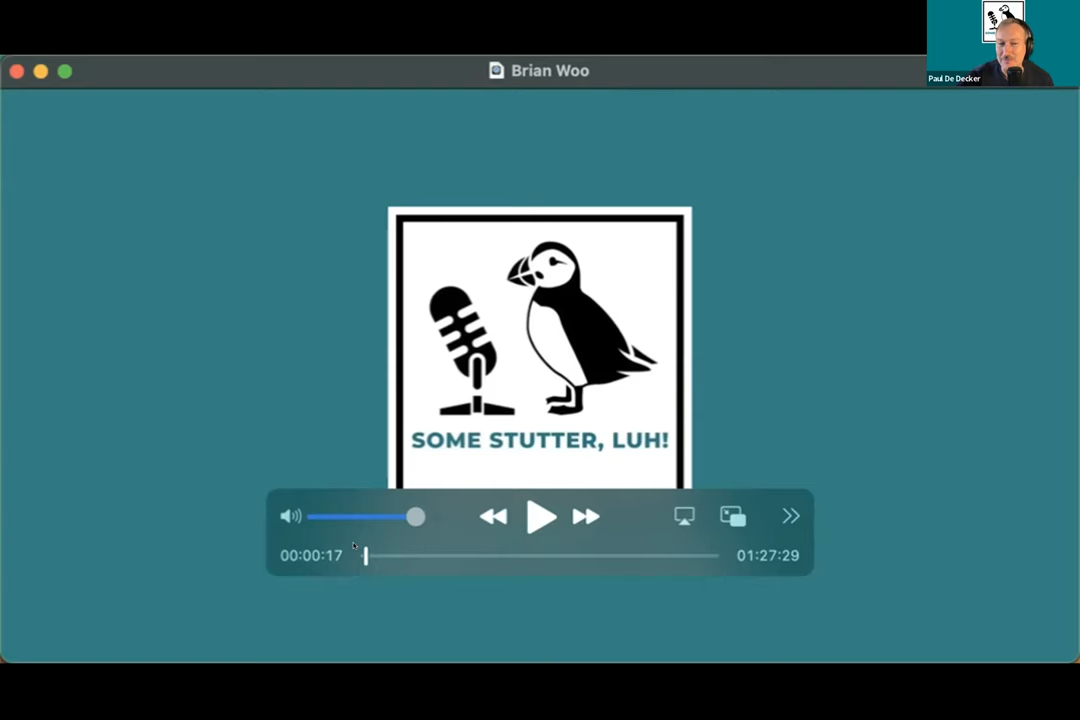 Brian Woo
Paul De Decker
SOME STUTTER, LUH!
00:00:17
01:27:29